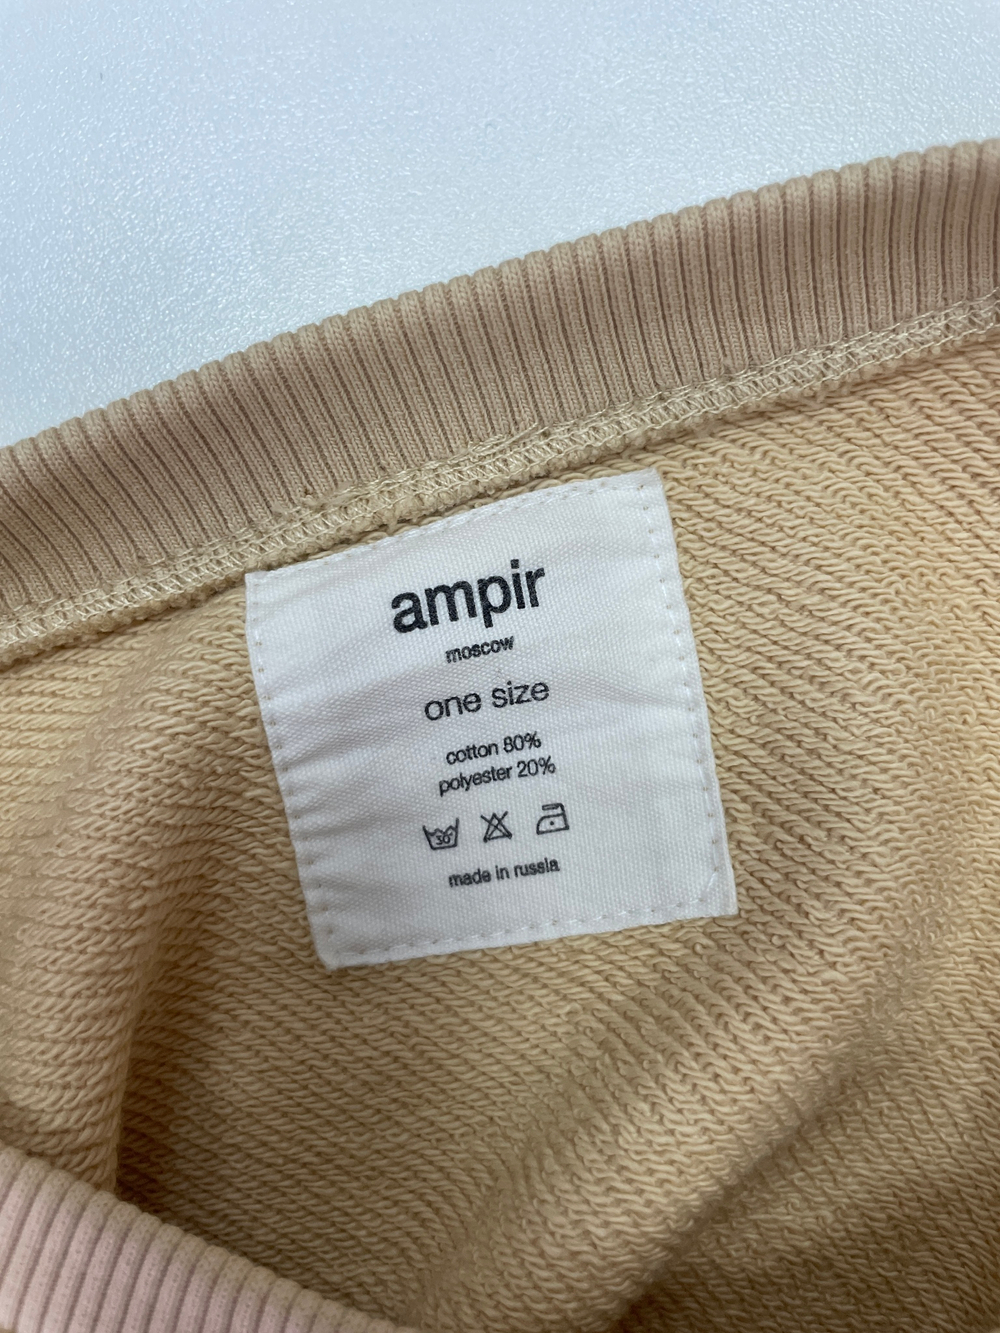 ampir
moscow
one size
cotton 80%
polyester 20%
30°
made in russia